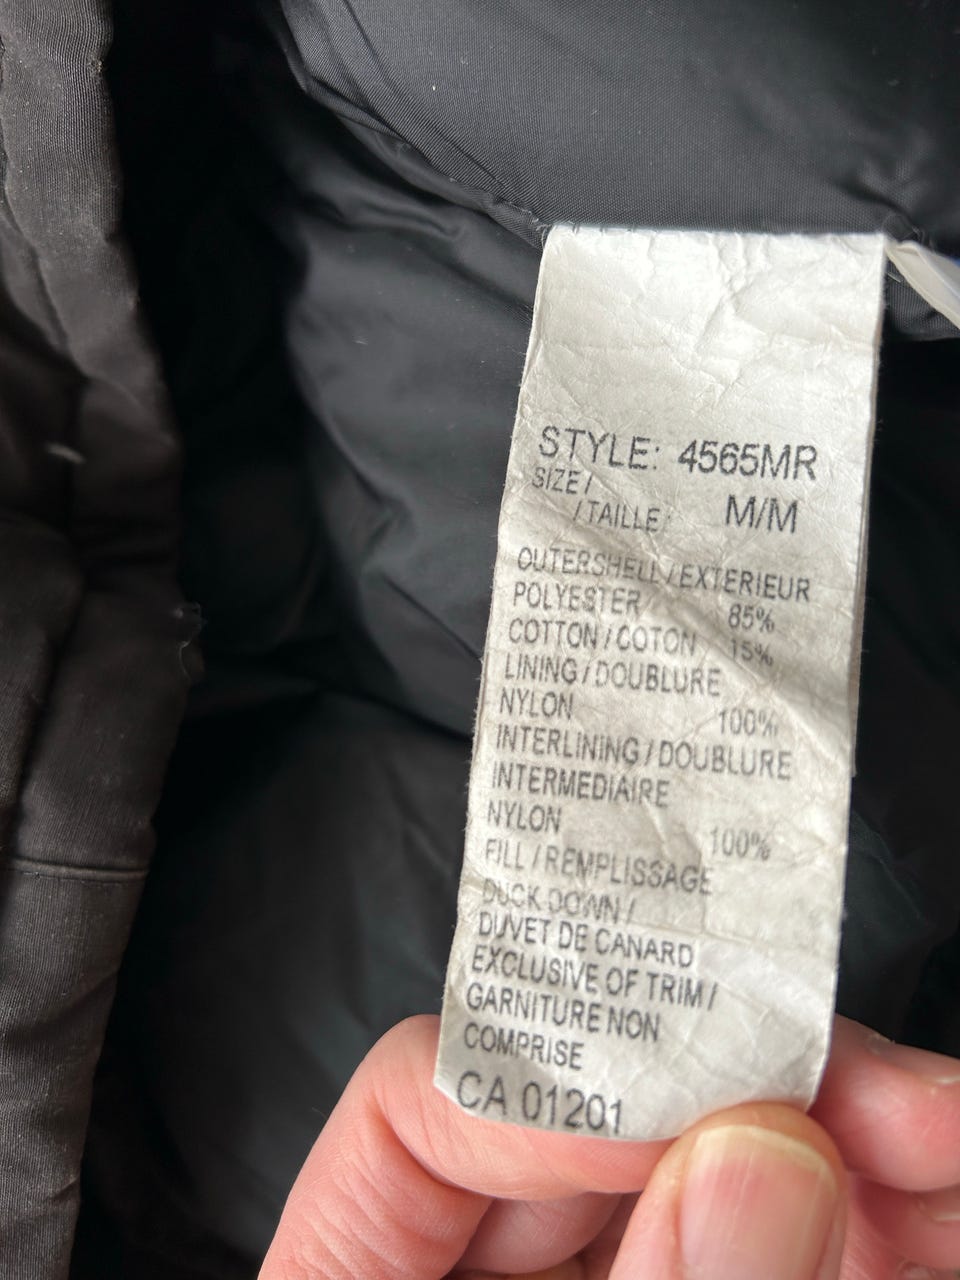 STYLE: 4565MR
SIZE /
/ TAILLE : M/M
OUTERSHELL / EXTERIEUR
POLYESTER 85%
COTTON / COTON 15%
LINING / DOUBLURE
NYLON 100%
INTERLINING / DOUBLURE
INTERMEDIAIRE
NYLON 100%
FILL / REMPLISSAGE
DUCK DOWN /
DUVET DE CANARD
EXCLUSIVE OF TRIM /
GARNITURE NON
COMPRISE
CA 01201